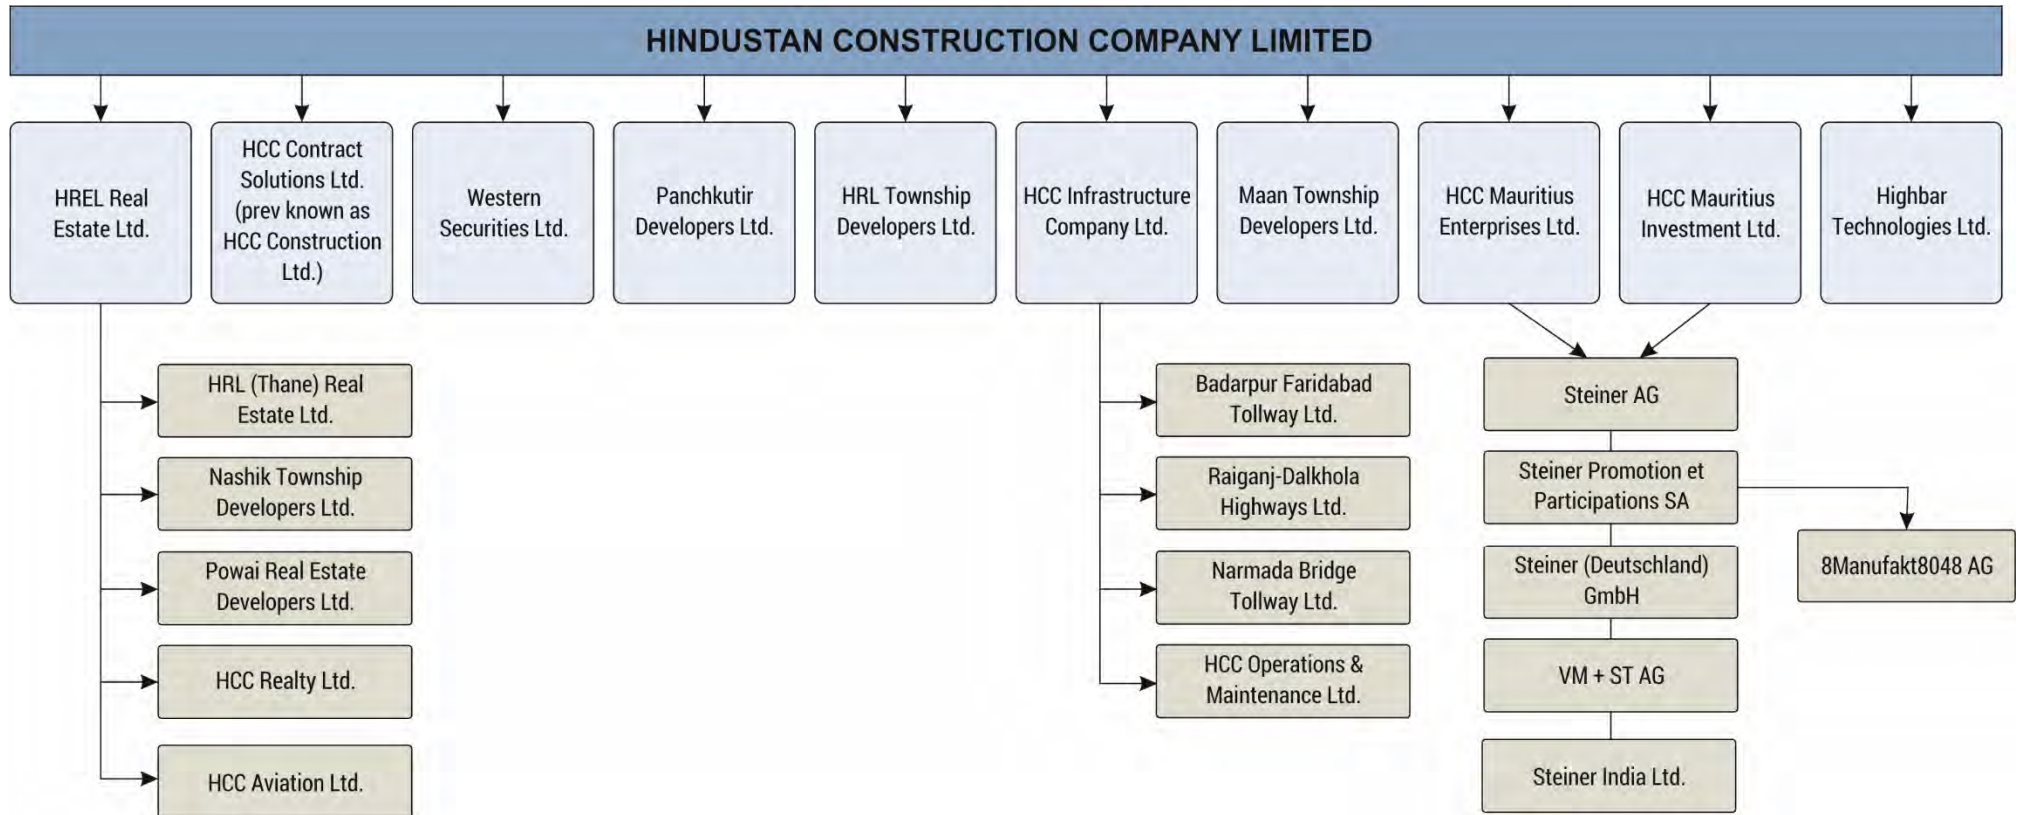 HINDUSTAN CONSTRUCTION COMPANY LIMITED
HREL Real
Estate Ltd.
HCC Contract
Solutions Ltd.
(prev known as
HCC Construction
Ltd.)
Western
Securities Ltd.
Panchkutir
Developers Ltd.
HRL Township
Developers Ltd.
HCC Infrastructure
Company Ltd.
Maan Township
Developers Ltd.
HCC Mauritius
Enterprises Ltd.
HCC Mauritius
Investment Ltd.
Highbar
Technologies Ltd.
HRL (Thane) Real
Estate Ltd.
Nashik Township
Developers Ltd.
Powai Real Estate
Developers Ltd.
HCC Realty Ltd.
HCC Aviation Ltd.
Badarpur Faridabad
Tollway Ltd.
Raiganj-Dalkhola
Highways Ltd.
Narmada Bridge
Tollway Ltd.
HCC Operations &
Maintenance Ltd.
Steiner AG
Steiner Promotion et
Participations SA
Steiner (Deutschland)
GmbH
VM + ST AG
Steiner India Ltd.
8Manufakt8048 AG